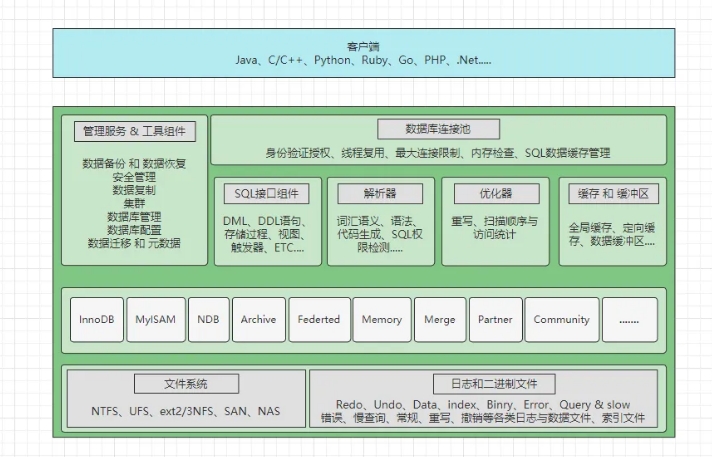 客户端
Java、C/C++、Python、Ruby、Go、PHP、.Net.....
管理服务 & 工具组件
数据备份 和 数据恢复
安全管理
数据复制
集群
数据库管理
数据库配置
数据迁移 和 元数据
数据库连接池
身份验证授权、线程复用、最大连接限制、内存检查、SQL数据缓存管理
SQL接口组件
DML、DDL语句、
存储过程、视图、
触发器、ETC....
解析器
词汇语义、语法、
代码生成、SQL权
限检测.....
优化器
重写、扫描顺序与
访问统计
缓存 和 缓冲区
全局缓存、定向缓
存、数据缓冲区....
InnoDB
MyISAM
NDB
Archive
Federted
Memory
Merge
Partner
Community
.......
文件系统
NTFS、UFS、ext2/3NFS、SAN、NAS
日志和二进制文件
Redo、Undo、Data、index、Binry、Error、Query & slow
错误、慢查询、常规、重写、撤销等各类日志与数据文件、索引文件